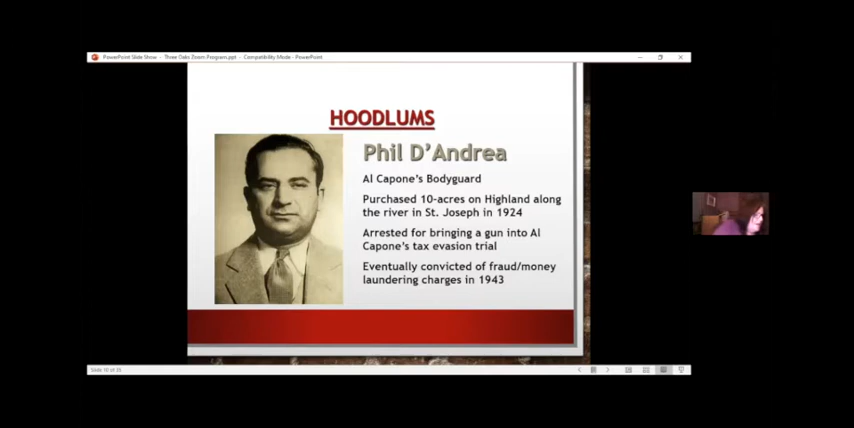 PowerPoint Slide Show - Three Oaks Zoom Program.ppt - Compatibility Mode - PowerPoint
HOODLUMS
Phil D'Andrea
Al Capone's Bodyguard
Purchased 10-acres on Highland along
the river in St. Joseph in 1924
Arrested for bringing a gun into Al
Capone's tax evasion trial
Eventually convicted of fraud/money
laundering charges in 1943